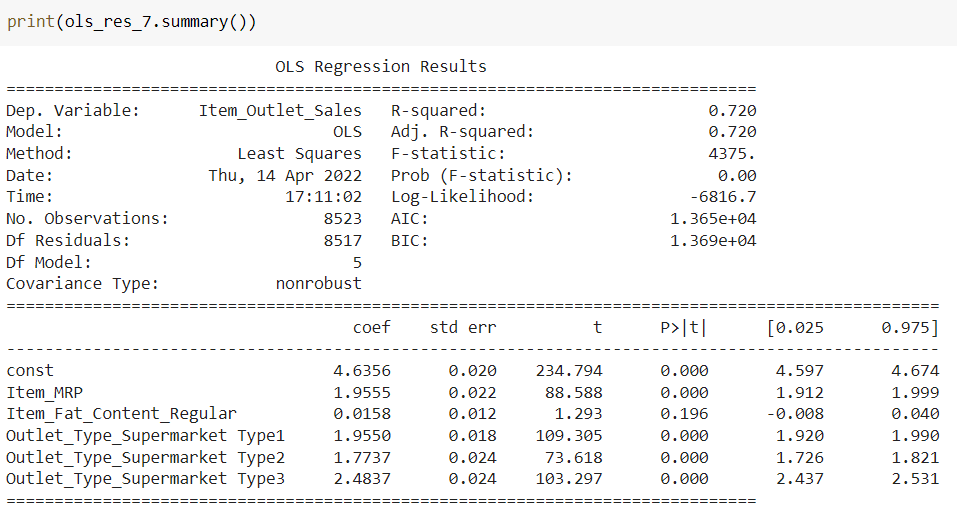 print(ols_res_7.summary())
OLS Regression Results
==============================================================================
Dep. Variable: Item_Outlet_Sales R-squared: 0.720
Model: OLS Adj. R-squared: 0.720
Method: Least Squares F-statistic: 4375.
Date: Thu, 14 Apr 2022 Prob (F-statistic): 0.00
Time: 17:11:02 Log-Likelihood: -6816.7
No. Observations: 8523 AIC: 1.365e+04
Df Residuals: 8517 BIC: 1.369e+04
Df Model: 5
Covariance Type: nonrobust
=================================================================================================
coef std err t P>|t| [0.025 0.975]
-------------------------------------------------------------------------------------------------
const 4.6356 0.020 234.794 0.000 4.597 4.674
Item_MRP 1.9555 0.022 88.588 0.000 1.912 1.999
Item_Fat_Content_Regular 0.0158 0.012 1.293 0.196 -0.008 0.040
Outlet_Type_Supermarket Type1 1.9550 0.018 109.305 0.000 1.920 1.990
Outlet_Type_Supermarket Type2 1.7737 0.024 73.618 0.000 1.726 1.821
Outlet_Type_Supermarket Type3 2.4837 0.024 103.297 0.000 2.437 2.531
==============================================================================